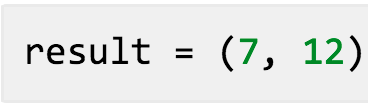 result = (7, 12)